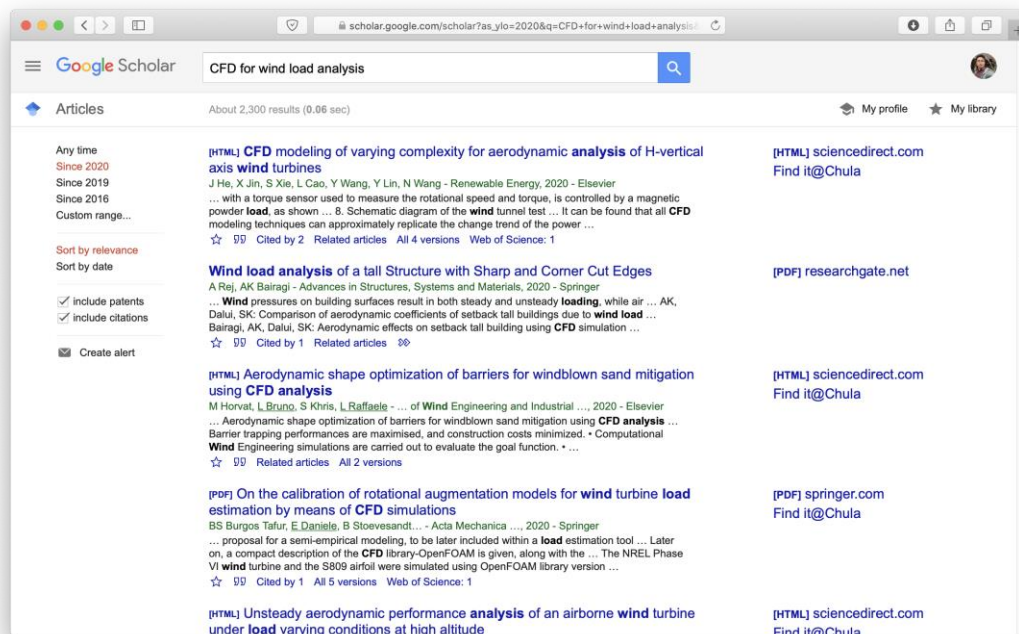 scholar.google.com/scholar?as_ylo=2020&q=CFD+for+wind+load+analysis
Google Scholar
CFD for wind load analysis
Articles
About 2,300 results (0.06 sec)
My profile
My library
Any time
Since 2020
Since 2019
Since 2016
Custom range...
Sort by relevance
Sort by date
include patents
include citations
Create alert
[HTML] CFD modeling of varying complexity for aerodynamic analysis of H-vertical
axis wind turbines
J He, X Jin, S Xie, L Cao, Y Wang, Y Lin, N Wang - Renewable Energy, 2020 - Elsevier
... with a torque sensor used to measure the rotational speed and torque, is controlled by a magnetic
powder load, as shown ... 8. Schematic diagram of the wind tunnel test ... It can be found that all CFD
modeling techniques can approximately replicate the change trend of the power ...
Cited by 2 Related articles All 4 versions Web of Science: 1
[HTML] sciencedirect.com
Find it@Chula
Wind load analysis of a tall Structure with Sharp and Corner Cut Edges
A Rej, AK Bairagi - Advances in Structures, Systems and Materials, 2020 - Springer
... Wind pressures on building surfaces result in both steady and unsteady loading, while air ... AK,
Dalui, SK: Comparison of aerodynamic coefficients of setback tall buildings due to wind load ...
Bairagi, AK, Dalui, SK: Aerodynamic effects on setback tall building using CFD simulation ...
Cited by 1 Related articles
[PDF] researchgate.net
[HTML] Aerodynamic shape optimization of barriers for windblown sand mitigation
using CFD analysis
M Horvat, L Bruno, S Khris, L Raffaele - ... of Wind Engineering and Industrial ..., 2020 - Elsevier
... Aerodynamic shape optimization of barriers for windblown sand mitigation using CFD analysis ...
Barrier trapping performances are maximised, and construction costs minimized. • Computational
Wind Engineering simulations are carried out to evaluate the goal function. • ...
Related articles All 2 versions
[HTML] sciencedirect.com
Find it@Chula
[PDF] On the calibration of rotational augmentation models for wind turbine load
estimation by means of CFD simulations
BS Burgos Tafur, E Daniele, B Stoevesandt... - Acta Mechanica ..., 2020 - Springer
... proposal for a semi-empirical modeling, to be later included within a load estimation tool ... Later
on, a compact description of the CFD library-OpenFOAM is given, along with the ... The NREL Phase
VI wind turbine and the S809 airfoil were simulated using OpenFOAM library version ...
Cited by 1 All 5 versions Web of Science: 1
[PDF] springer.com
Find it@Chula
[HTML] Unsteady aerodynamic performance analysis of an airborne wind turbine
under load varying conditions at high altitude
[HTML] sciencedirect.com
Find it@Chula